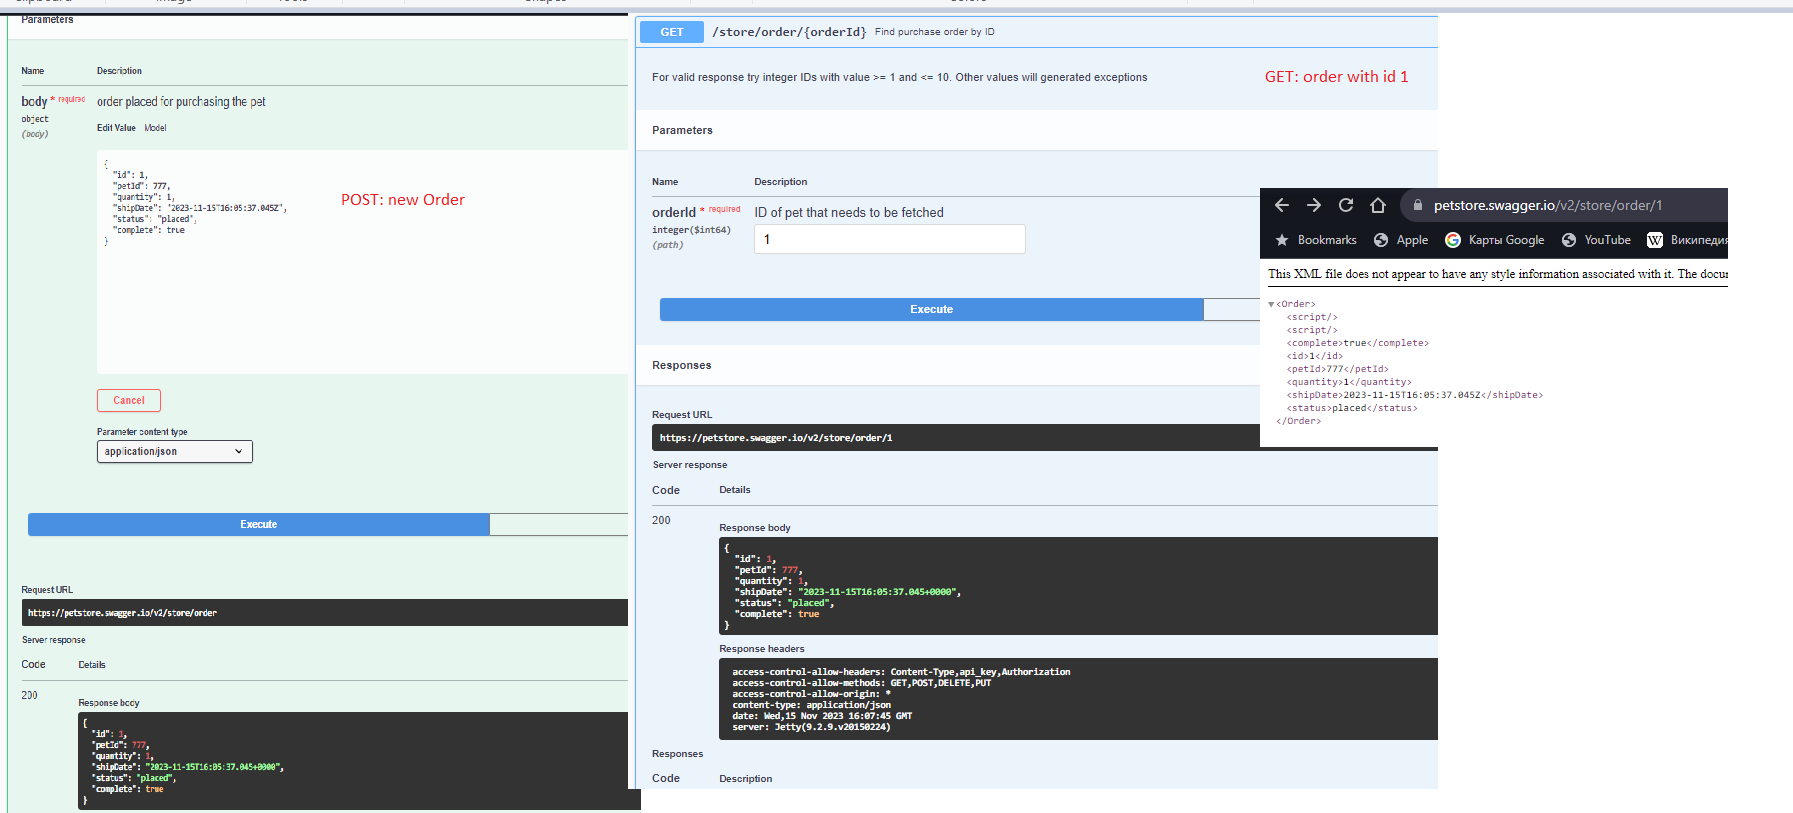 Parameters
Name Description
body * required order placed for purchasing the pet
object
(body)
Edit Value Model
{
"id": 1,
"petId": 777,
"quantity": 1,
"shipDate": "2023-11-15T16:05:37.045Z",
"status": "placed",
"complete": true
}
POST: new Order
Cancel
Parameter content type
application/json
Execute
Request URL
https://petstore.swagger.io/v2/store/order
Server response
Code Details
200
Response body
{
"id": 1,
"petId": 777,
"quantity": 1,
"shipDate": "2023-11-15T16:05:37.045+0000",
"status": "placed",
"complete": true
}
GET /store/order/{orderId} Find purchase order by ID
For valid response try integer IDs with value >= 1 and <= 10. Other values will generated exceptions
GET: order with id 1
Parameters
Name Description
orderId * required ID of pet that needs to be fetched
integer($int64)
(path)
1
Execute
Responses
Request URL
https://petstore.swagger.io/v2/store/order/1
Server response
Code Details
200
Response body
{
"id": 1,
"petId": 777,
"quantity": 1,
"shipDate": "2023-11-15T16:05:37.045+0000",
"status": "placed",
"complete": true
}
Response headers
access-control-allow-headers: Content-Type,api_key,Authorization
access-control-allow-methods: GET,POST,DELETE,PUT
access-control-allow-origin: *
content-type: application/json
date: Wed,15 Nov 2023 16:07:45 GMT
server: Jetty(9.2.9.v20150224)
Responses
Code Description
petstore.swagger.io/v2/store/order/1
Bookmarks Apple Карты Google YouTube Википедия
This XML file does not appear to have any style information associated with it. The docu
<Order>
<script/>
<script/>
<complete>true</complete>
<id>1</id>
<petId>777</petId>
<quantity>1</quantity>
<shipDate>2023-11-15T16:05:37.045Z</shipDate>
<status>placed</status>
</Order>